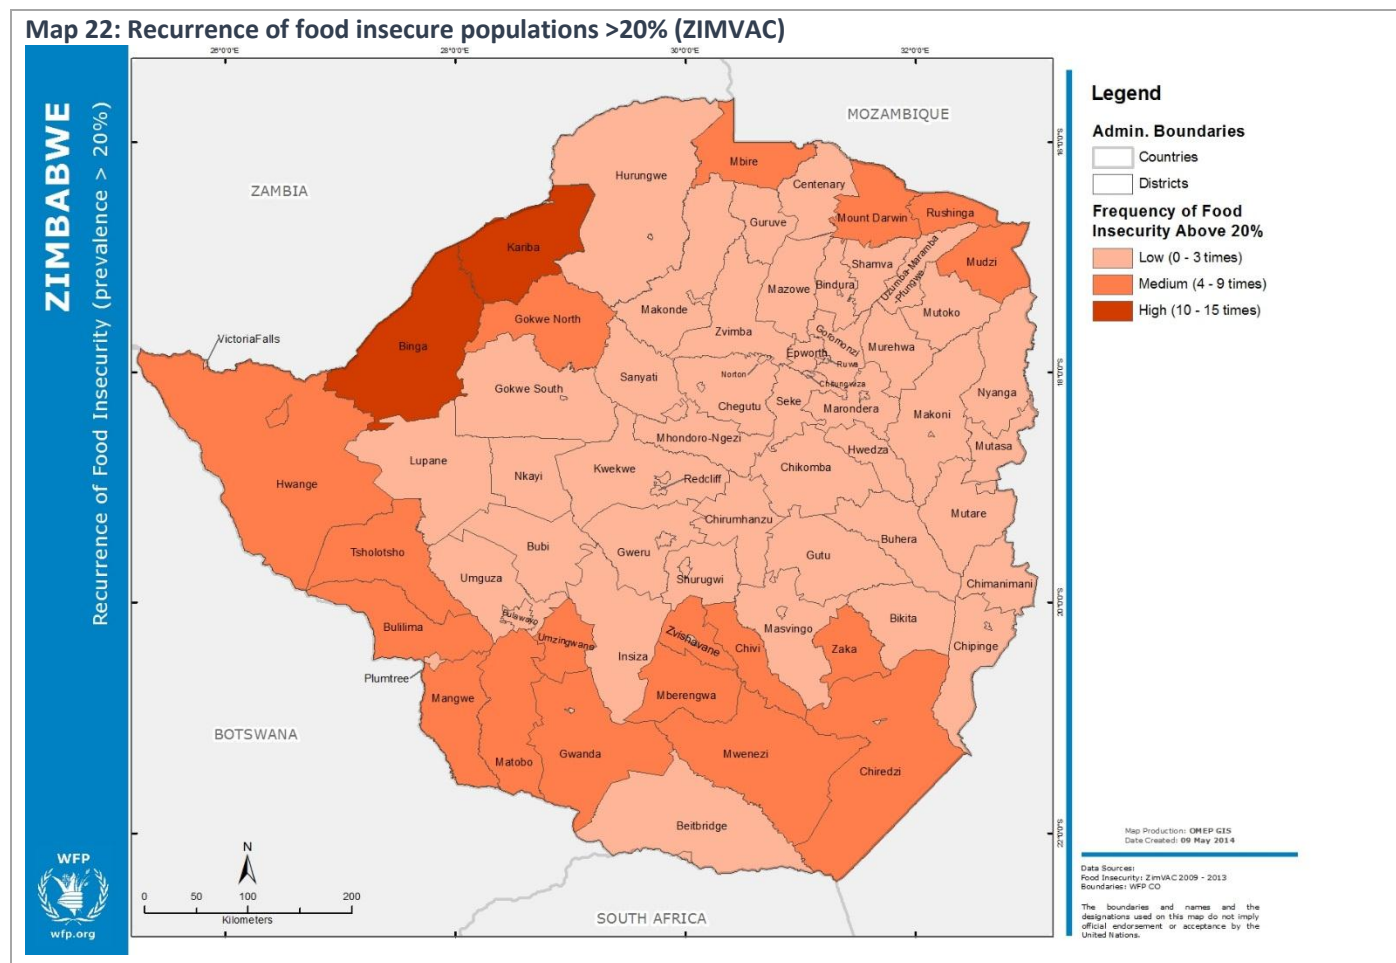 Map 22: Recurrence of food insecure populations >20% (ZIMVAC)
ZIMBABWE
Recurrence of Food Insecurity (prevalence > 20%)
WFP
wfp.org
26°0'0"E 28°0'0"E 30°0'0"E 32°0'0"E
MOZAMBIQUE
ZAMBIA
BOTSWANA
SOUTH AFRICA
Hurungwe
Mbire
Centenary
Guruve
Mount Darwin
Rushinga
Kariba
Shamva
Uzumba-Maramba
-Pfungwe
Mudzi
Mazowe
Bindura
Makonde
Mutoko
Gokwe North
Zvimba
Goromonzi
Murehwa
VictoriaFalls
Binga
Epworth
Ruwa
Norton
Chitungwiza
Sanyati
Gokwe South
Chegutu
Seke
Marondera
Nyanga
Makoni
Mhondoro-Ngezi
Hwedza
Mutasa
Lupane
Nkayi
Kwekwe
Redcliff
Chikomba
Hwange
Chirumhanzu
Mutare
Buhera
Tsholotsho
Bubi
Gweru
Gutu
Umguza
Shurugwi
Chimanimani
Bulawayo
Bulilima
Umzingwane
Zvishavane
Masvingo
Bikita
Insiza
Chivi
Zaka
Chipinge
Plumtree
Mangwe
Mberengwa
Matobo
Gwanda
Mwenezi
Chiredzi
Beitbridge
N
0 50 100 200
Kilometers
Legend
Admin. Boundaries
Countries
Districts
Frequency of Food
Insecurity Above 20%
Low (0 - 3 times)
Medium (4 - 9 times)
High (10 - 15 times)
Map Production: OMEP GIS
Date Created: 09 May 2014
Data Sources:
Food Insecurity: ZimVAC 2009 - 2013
Boundaries: WFP CO
The boundaries and names and the
designations used on this map do not imply
official endorsement or acceptance by the
United Nations.